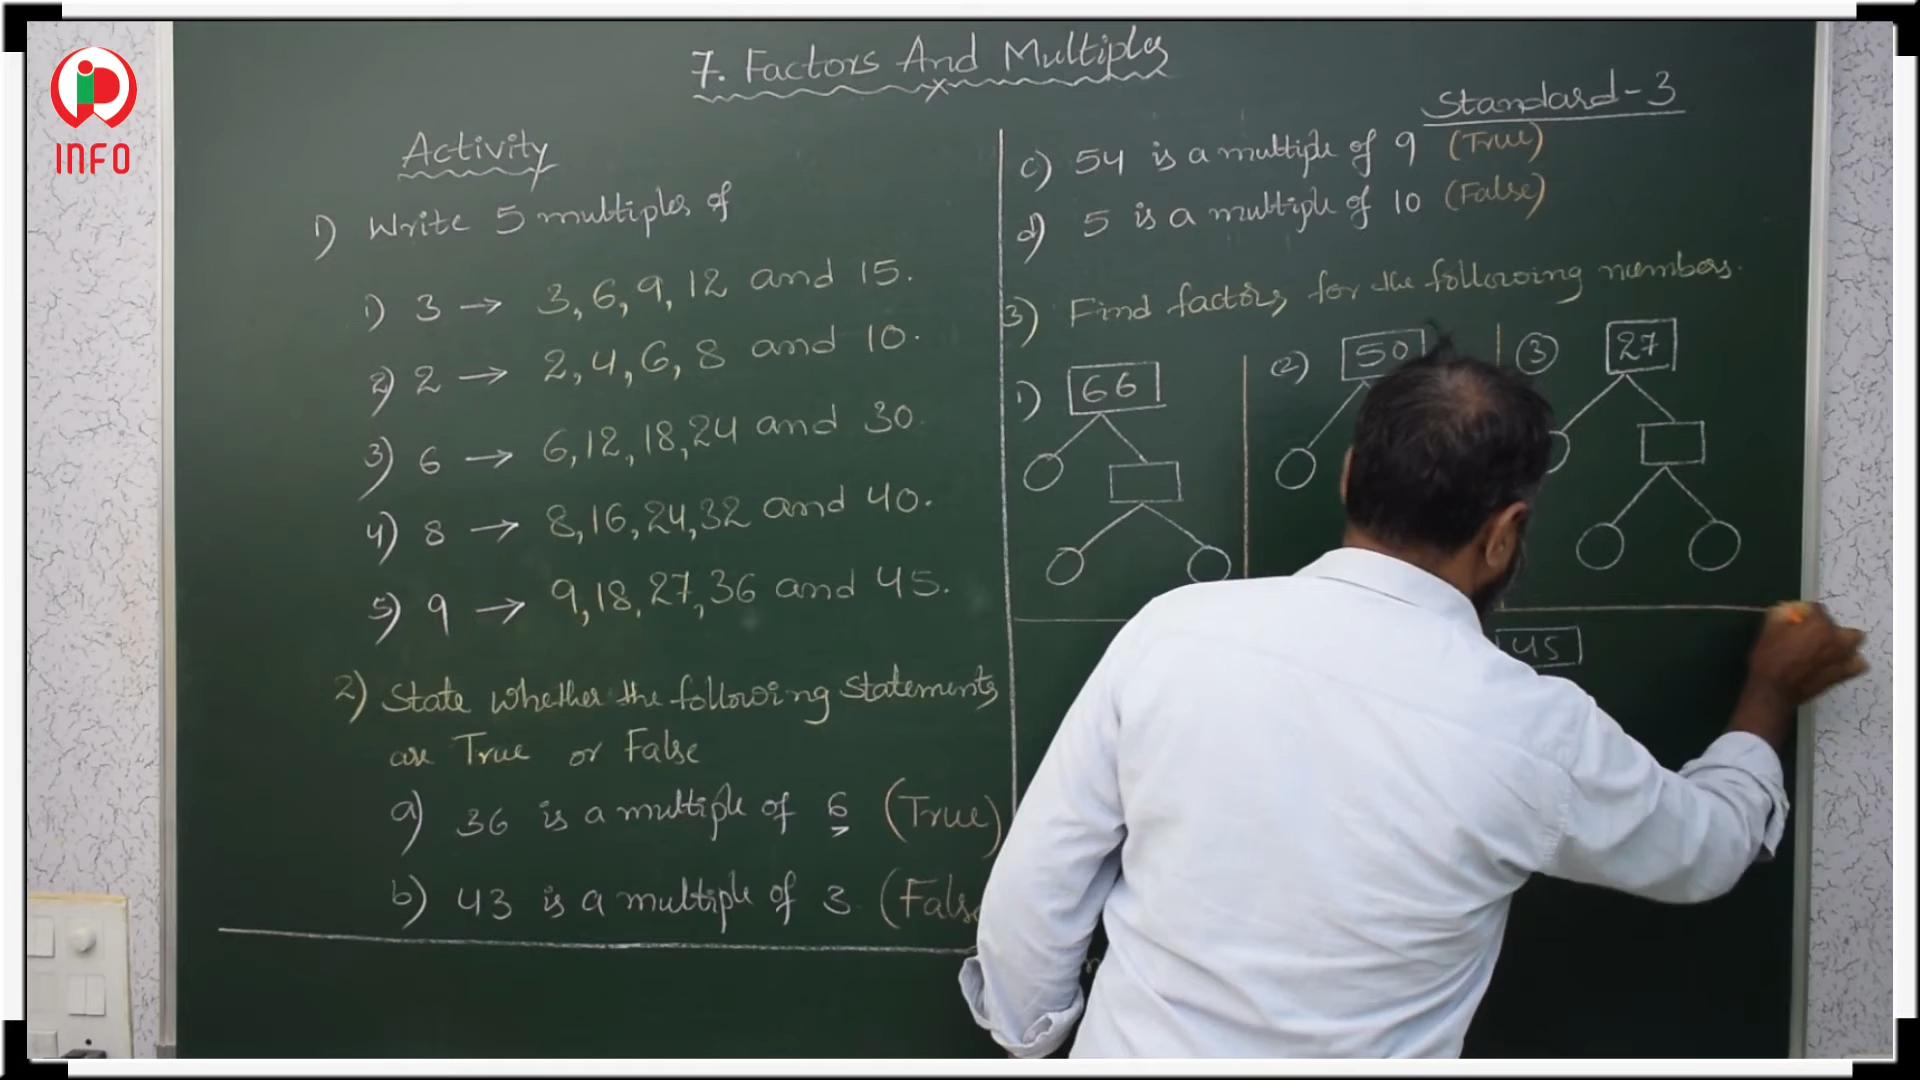 INFO
7. Factors And Multiples
Standard-3
Activity
1) Write 5 multiples of
1) 3 → 3, 6, 9, 12 and 15.
2) 2 → 2, 4, 6, 8 and 10.
3) 6 → 6, 12, 18, 24 and 30.
4) 8 → 8, 16, 24, 32 and 40.
5) 9 → 9, 18, 27, 36 and 45.
2) State whether the following statements
are True or False
a) 36 is a multiple of 6 (True)
b) 43 is a multiple of 3 (False
c) 54 is a multiple of 9 (True)
d) 5 is a multiple of 10 (False)
3) Find factors for the following numbers.
1) 66
(2) 50
3 27
45